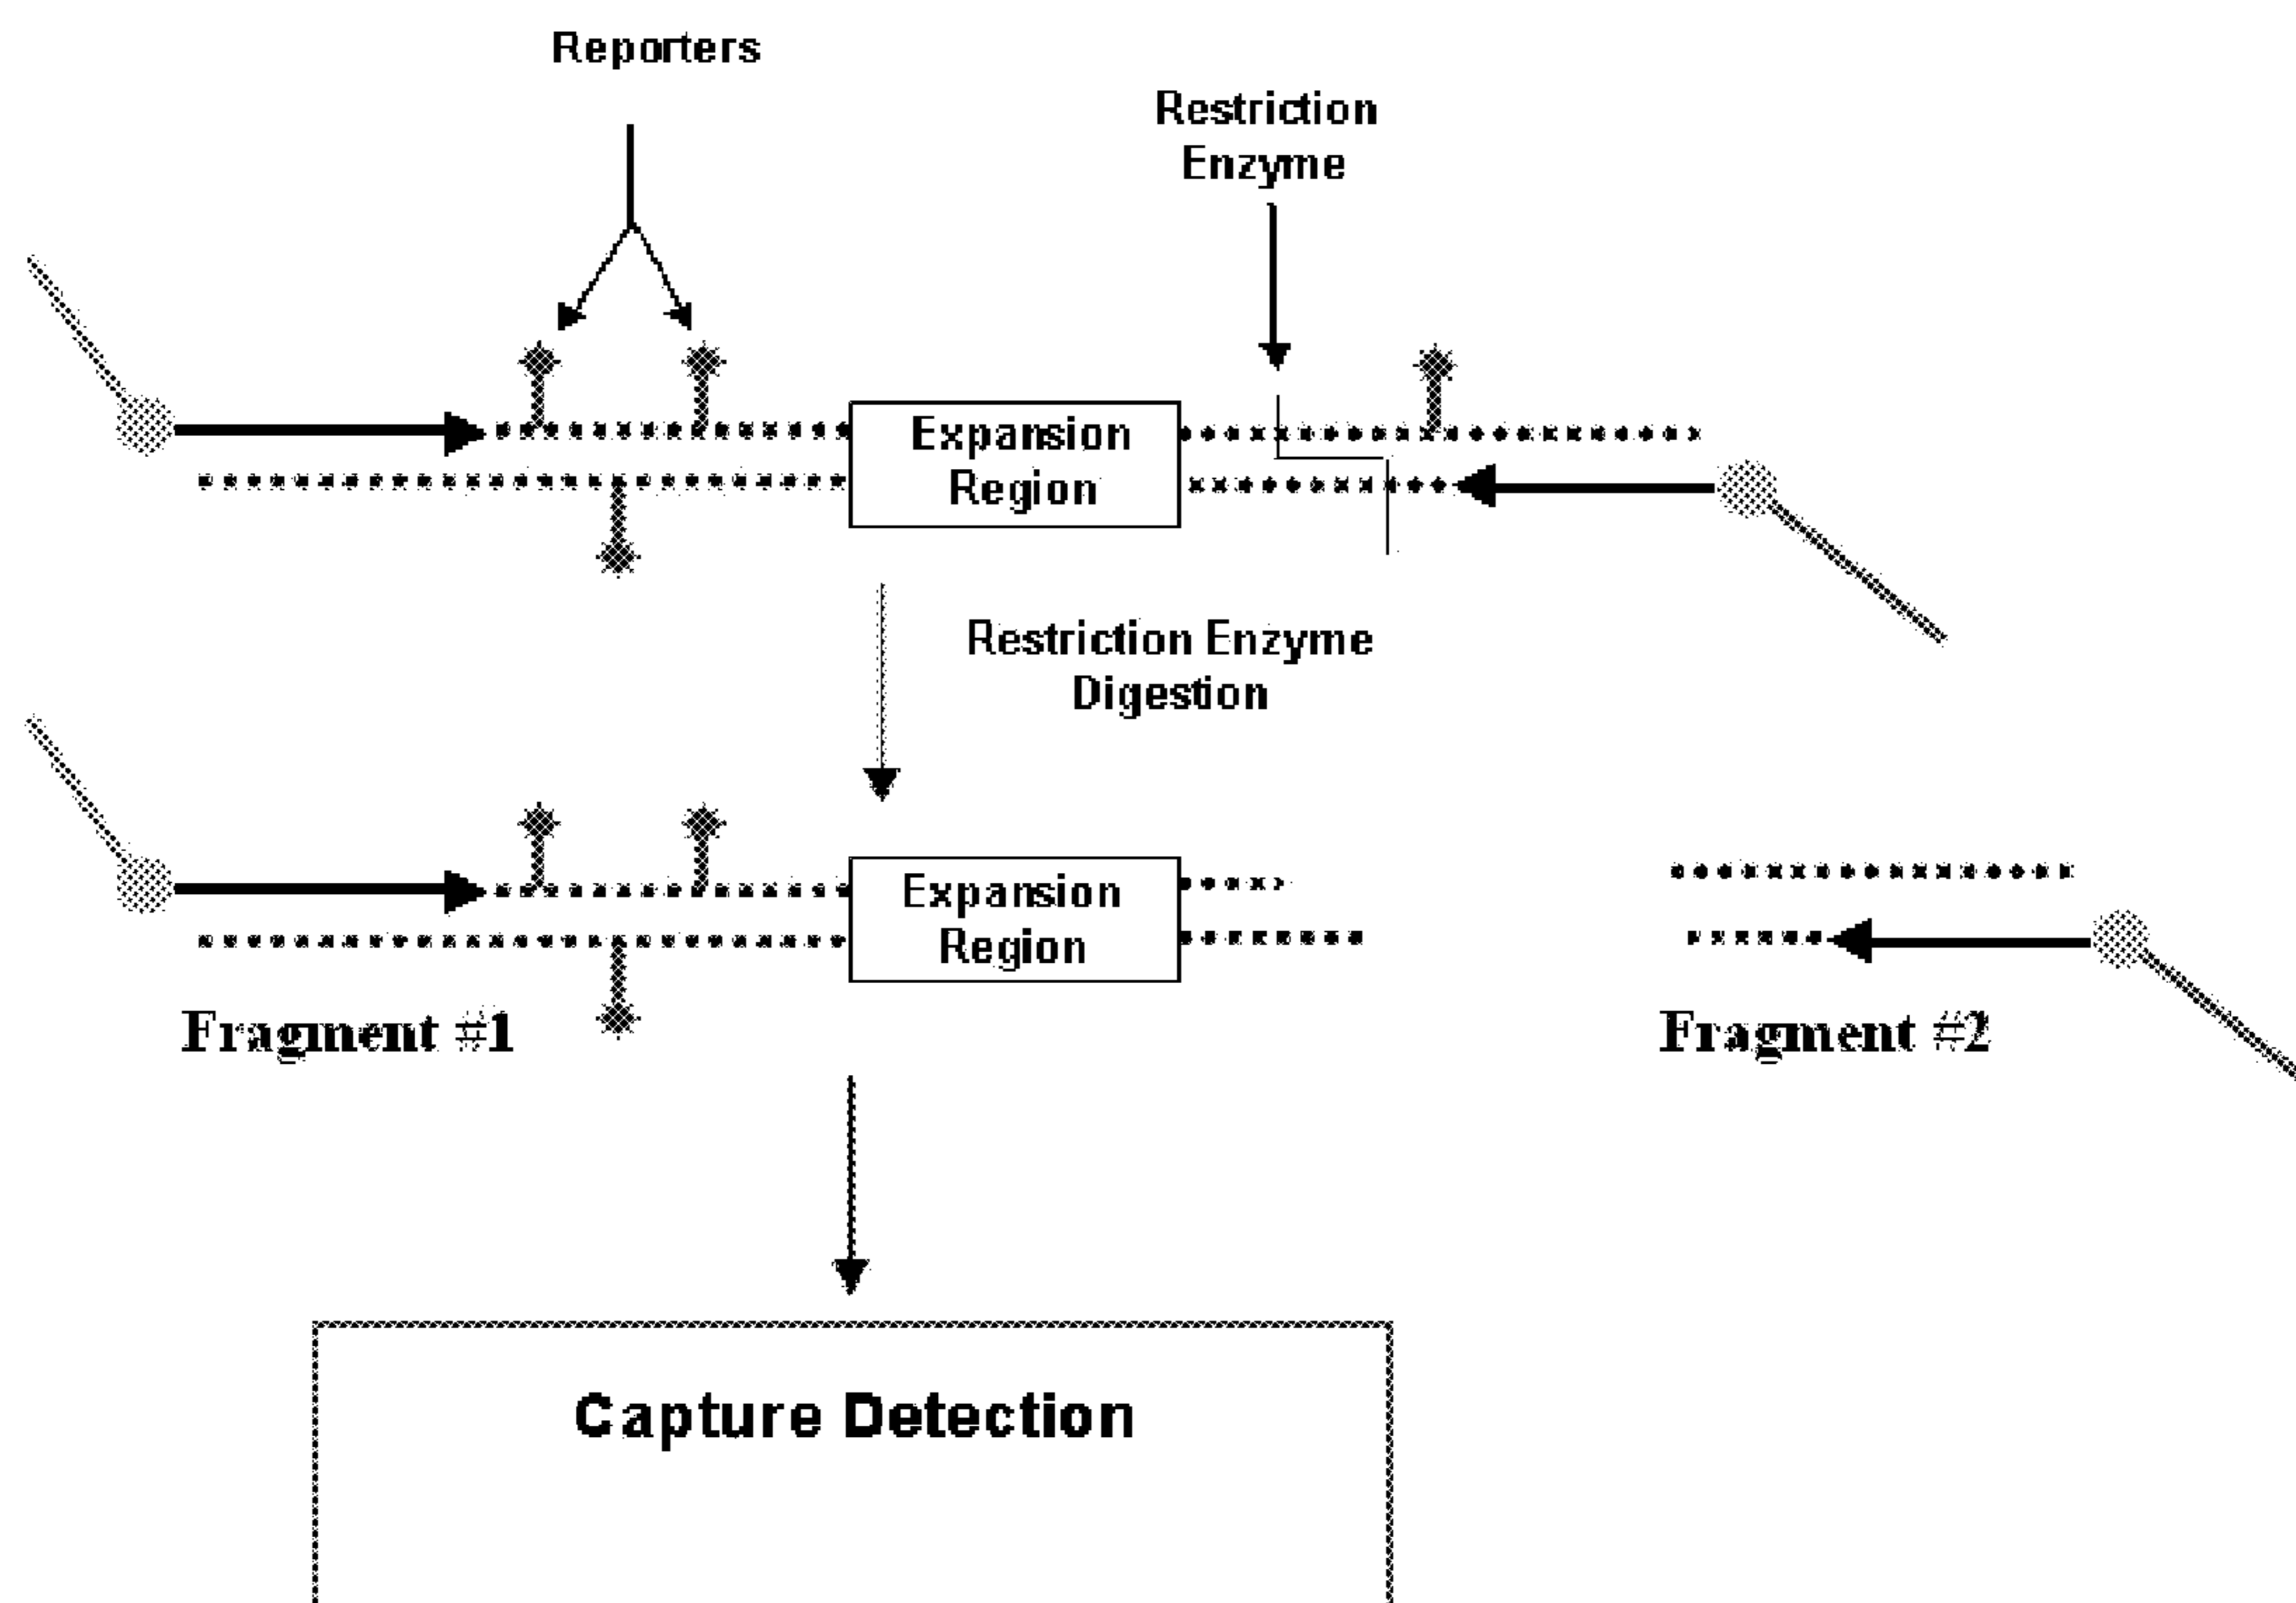 Reporters
Restriction
Enzyme
Expansion
Region
Restriction Enzyme
Digestion
Expansion
Region
Fragment #1
Fragment #2
Capture Detection